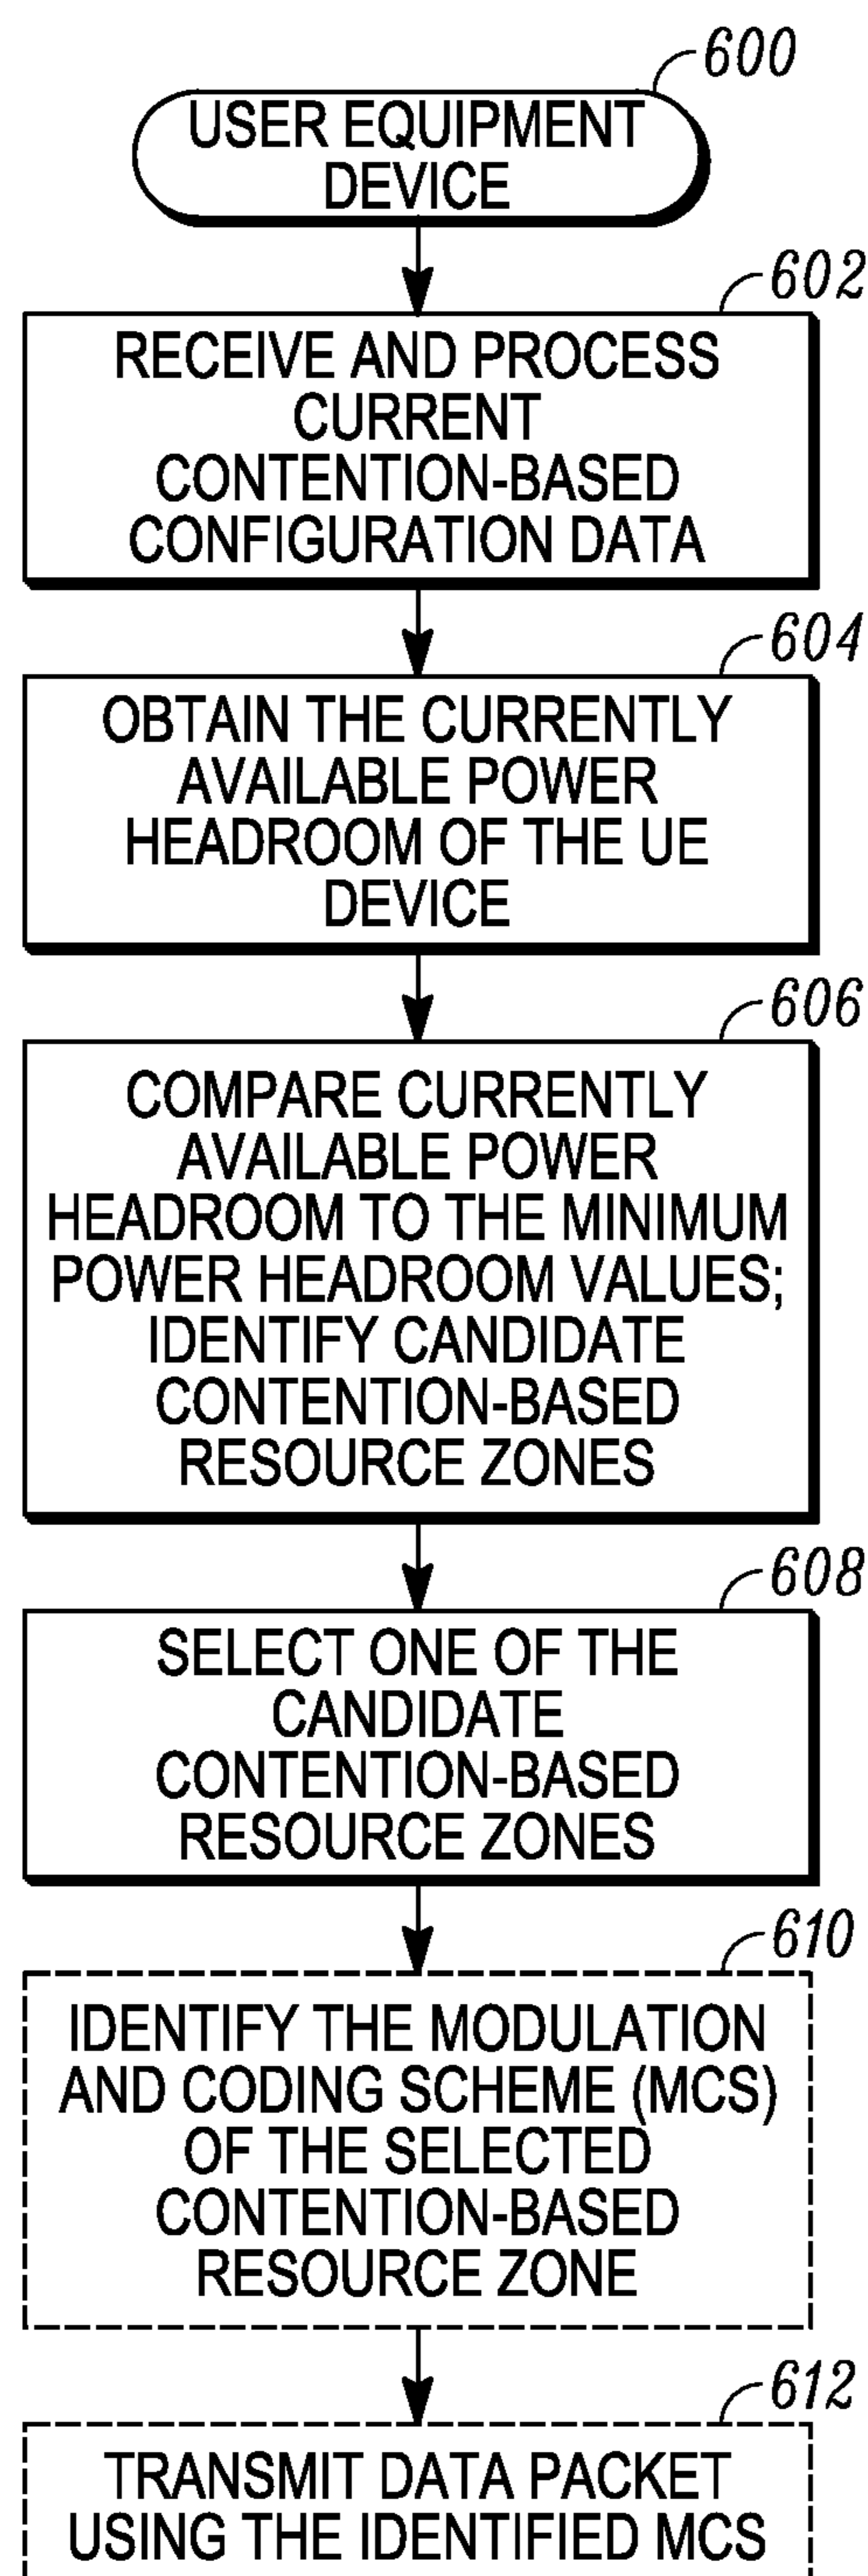 600
USER EQUIPMENT
DEVICE
602
RECEIVE AND PROCESS
CURRENT
CONTENTION-BASED
CONFIGURATION DATA
604
OBTAIN THE CURRENTLY
AVAILABLE POWER
HEADROOM OF THE UE
DEVICE
606
COMPARE CURRENTLY
AVAILABLE POWER
HEADROOM TO THE MINIMUM
POWER HEADROOM VALUES;
IDENTIFY CANDIDATE
CONTENTION-BASED
RESOURCE ZONES
608
SELECT ONE OF THE
CANDIDATE
CONTENTION-BASED
RESOURCE ZONES
610
IDENTIFY THE MODULATION
AND CODING SCHEME (MCS)
OF THE SELECTED
CONTENTION-BASED
RESOURCE ZONE
612
TRANSMIT DATA PACKET
USING THE IDENTIFIED MCS